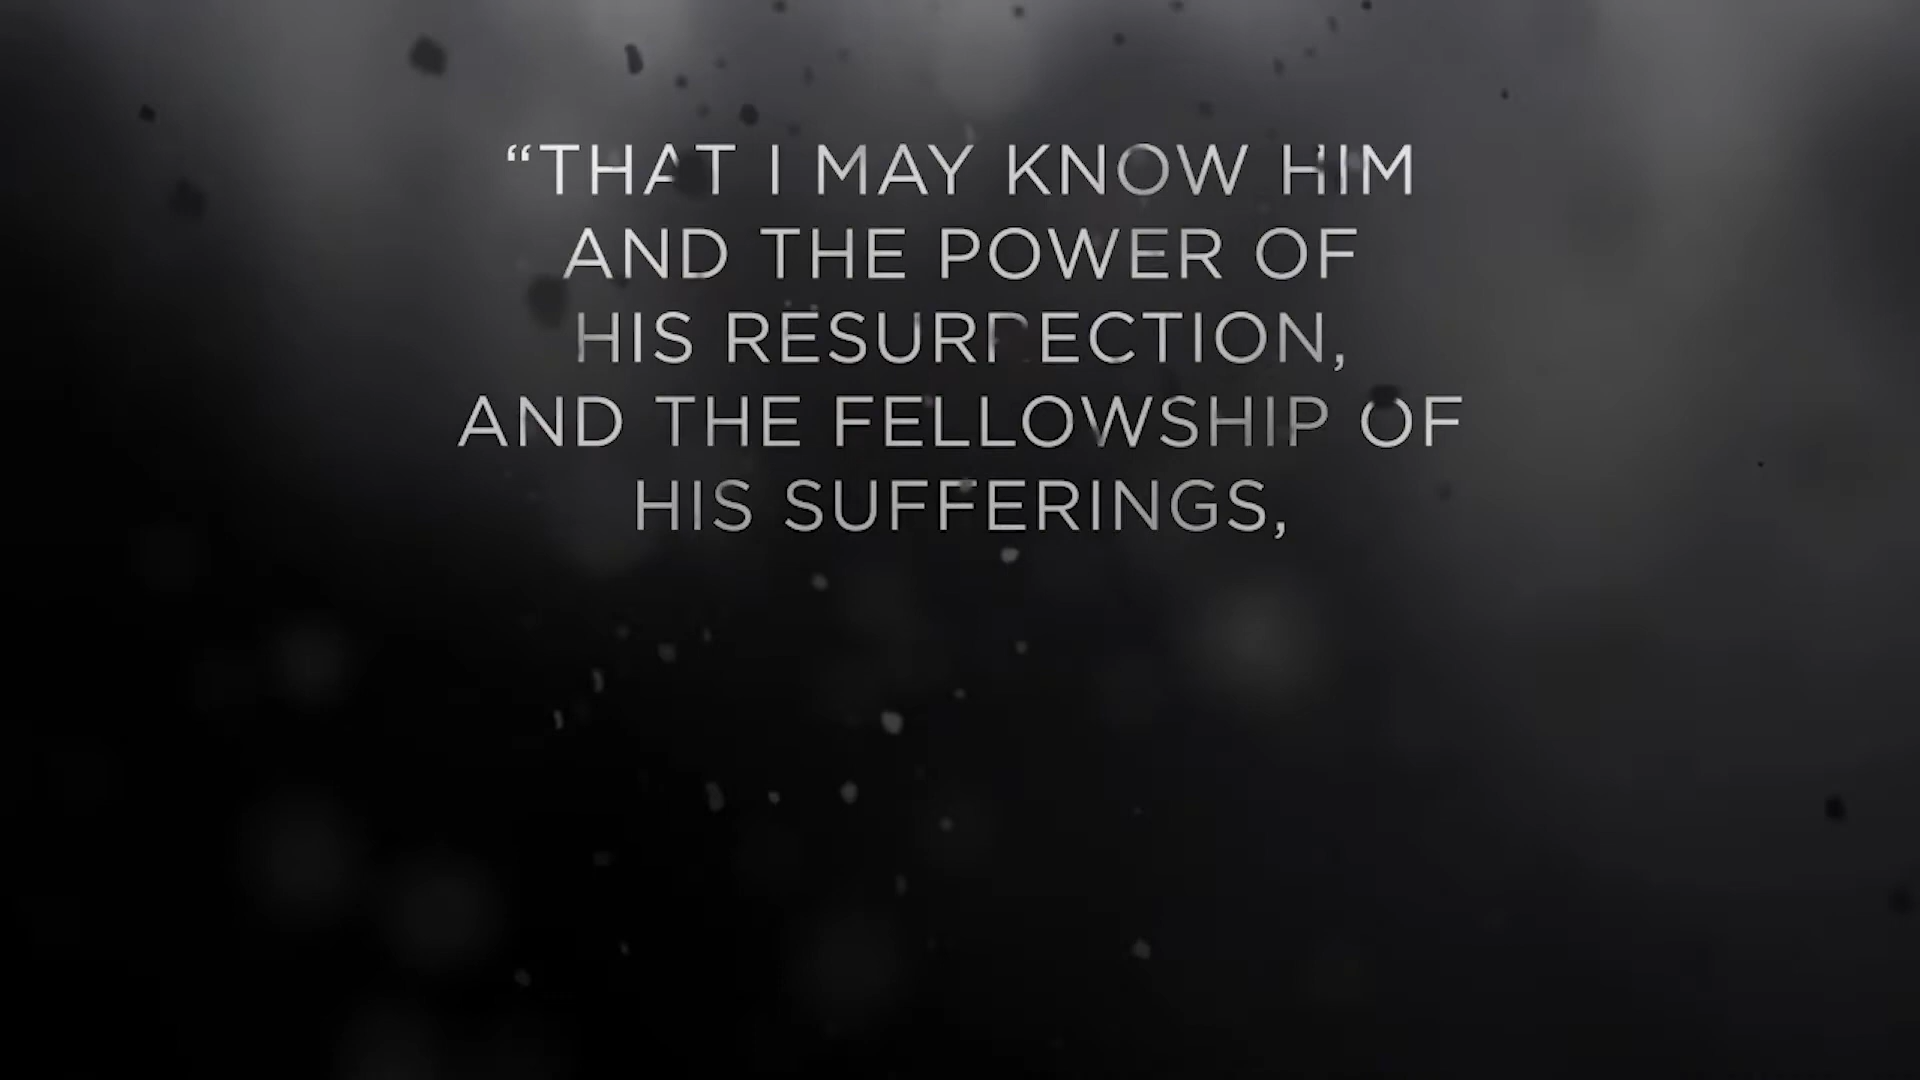 “THAT I MAY KNOW HIM
AND THE POWER OF
HIS RESURRECTION,
AND THE FELLOWSHIP OF
HIS SUFFERINGS,